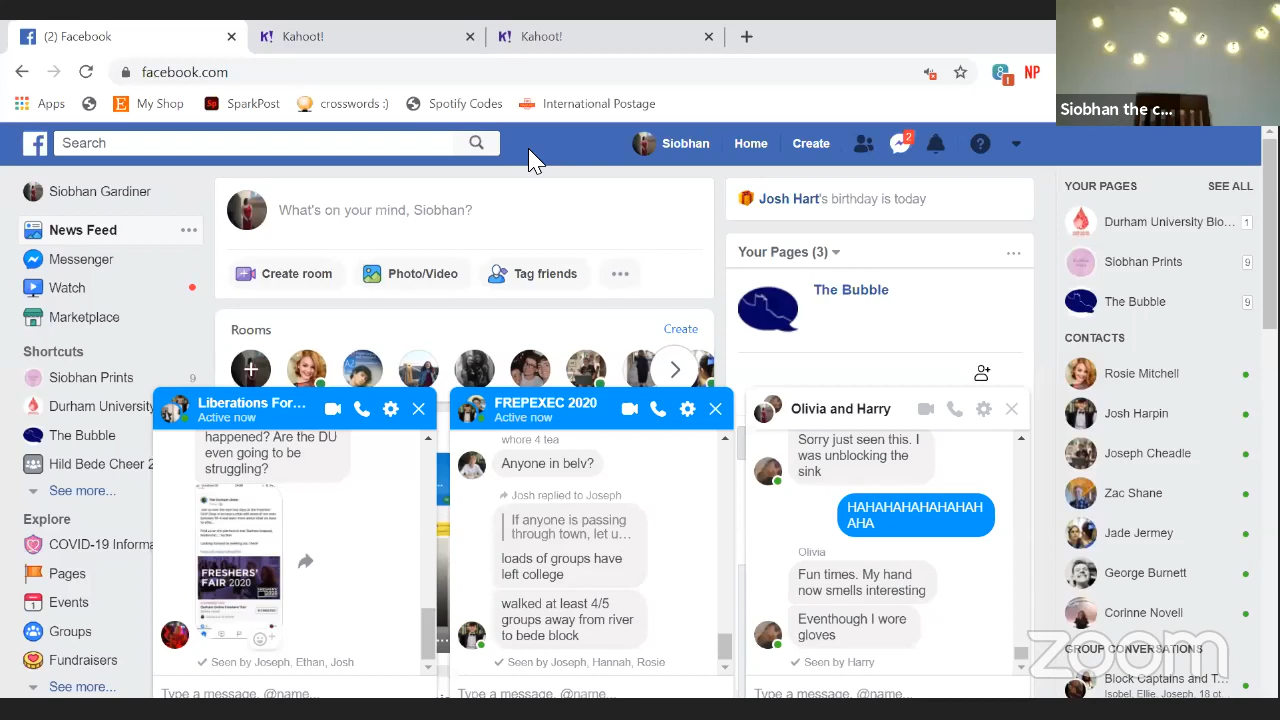 (2) Facebook
Kahoot!
Kahoot!
facebook.com
NP
Apps
My Shop
SparkPost
crosswords :)
Spotify Codes
International Postage
Siobhan the c...
Search
Siobhan
Home
Create
2
Siobhan Gardiner
News Feed
Messenger
Watch
Marketplace
Shortcuts
Siobhan Prints 9
Durham University
The Bubble
Hild Bede Cheer 2
See more...
Explore
COVID-19 Informa
Pages
Events
Groups
Fundraisers
See more...
What's on your mind, Siobhan?
Create room
Photo/Video
Tag friends
Rooms
Create
Josh Hart's birthday is today
Your Pages (3)
The Bubble
YOUR PAGES
SEE ALL
Durham University Blo... 1
Siobhan Prints 9
The Bubble 9
CONTACTS
Rosie Mitchell
Josh Harpin
Joseph Cheadle
Zac Shane
Jade Jermey
George Burnett
Corinne Novell
GROUP CONVERSATIONS
Block Captains and T...
Isobel, Ellie, Joseph, 18 ot...
Liberations For...
Active now
happened? Are the DU
even going to be
struggling?
FRESHERS'
FAIR 2020
Seen by Joseph, Ethan, Josh
Type a message, @name...
FREPEXEC 2020
Active now
whore 4 tea
Anyone in belv?
Josh replied to Joseph
If anyone is passing
through town, let u...
loads of groups have
left college
walked at least 4/5
groups away from river
to bede block
Seen by Joseph, Hannah, Rosie
Type a message, @name...
Olivia and Harry
Sorry just seen this. I
was unblocking the
sink
HAHAHAHAHAHAHAH
AHA
Olivia
Fun times. My hand
now smells interesting
Eventhough I wore
gloves
Seen by Harry
Type a message, @name...
zoom